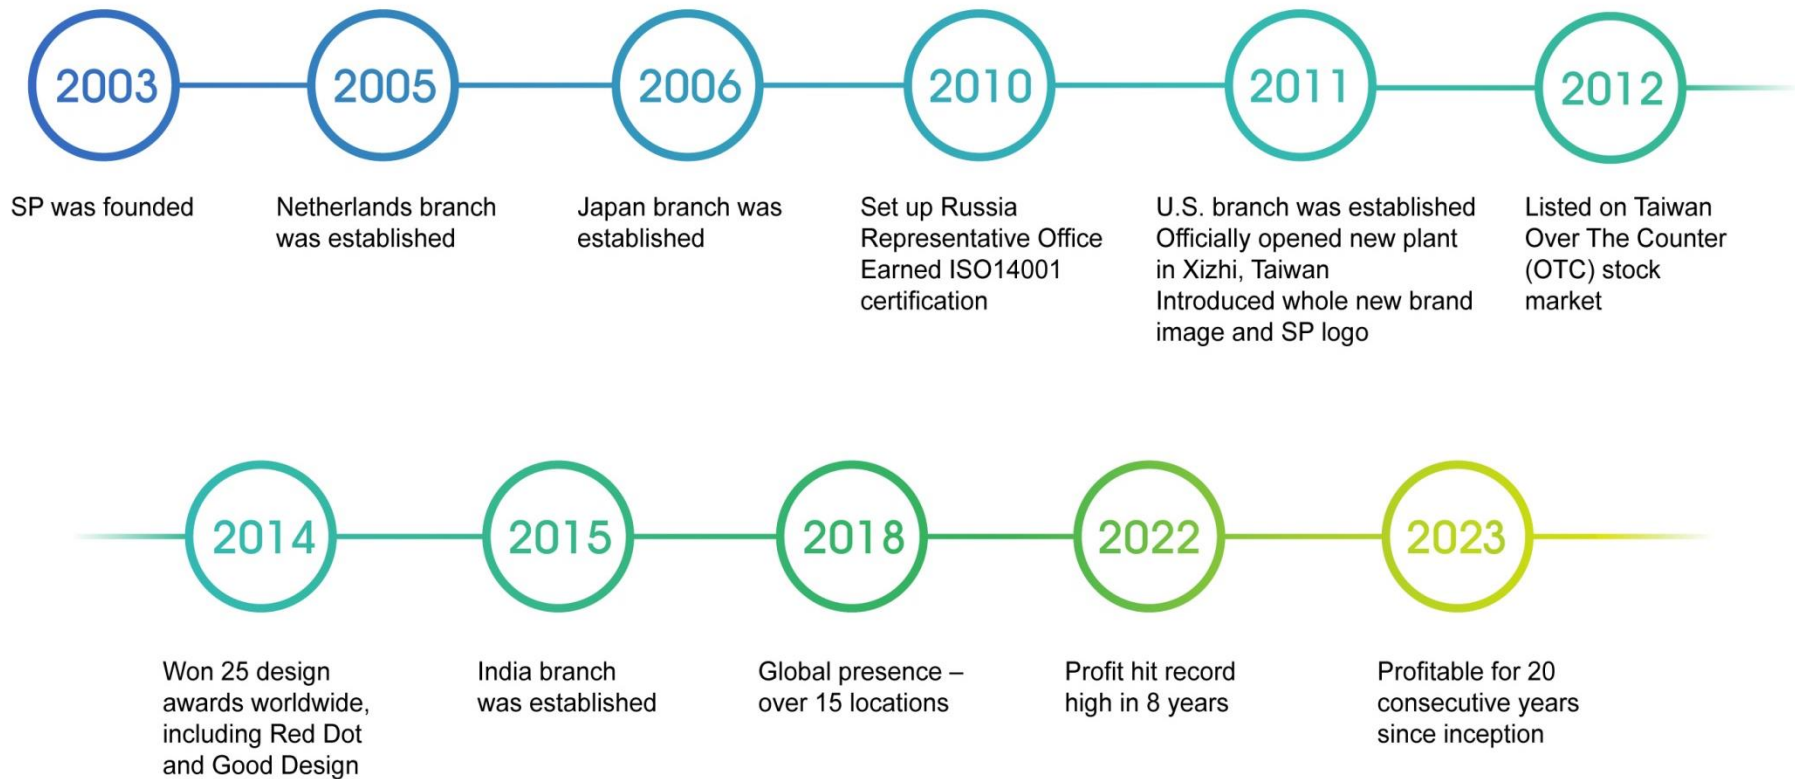 2003
2005
2006
2010
2011
2012
SP was founded
Netherlands branch
was established
Japan branch was
established
Set up Russia
Representative Office
Earned ISO14001
certification
U.S. branch was established
Officially opened new plant
in Xizhi, Taiwan
Introduced whole new brand
image and SP logo
Listed on Taiwan
Over The Counter
(OTC) stock
market
2014
2015
2018
2022
2023
Won 25 design
awards worldwide,
including Red Dot
and Good Design
India branch
was established
Global presence –
over 15 locations
Profit hit record
high in 8 years
Profitable for 20
consecutive years
since inception